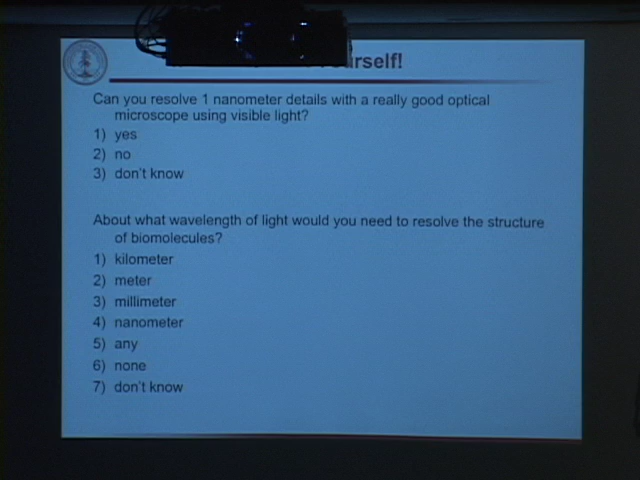 urself!
Can you resolve 1 nanometer details with a really good optical
microscope using visible light?
1) yes
2) no
3) don't know
About what wavelength of light would you need to resolve the structure
of biomolecules?
1) kilometer
2) meter
3) millimeter
4) nanometer
5) any
6) none
7) don't know